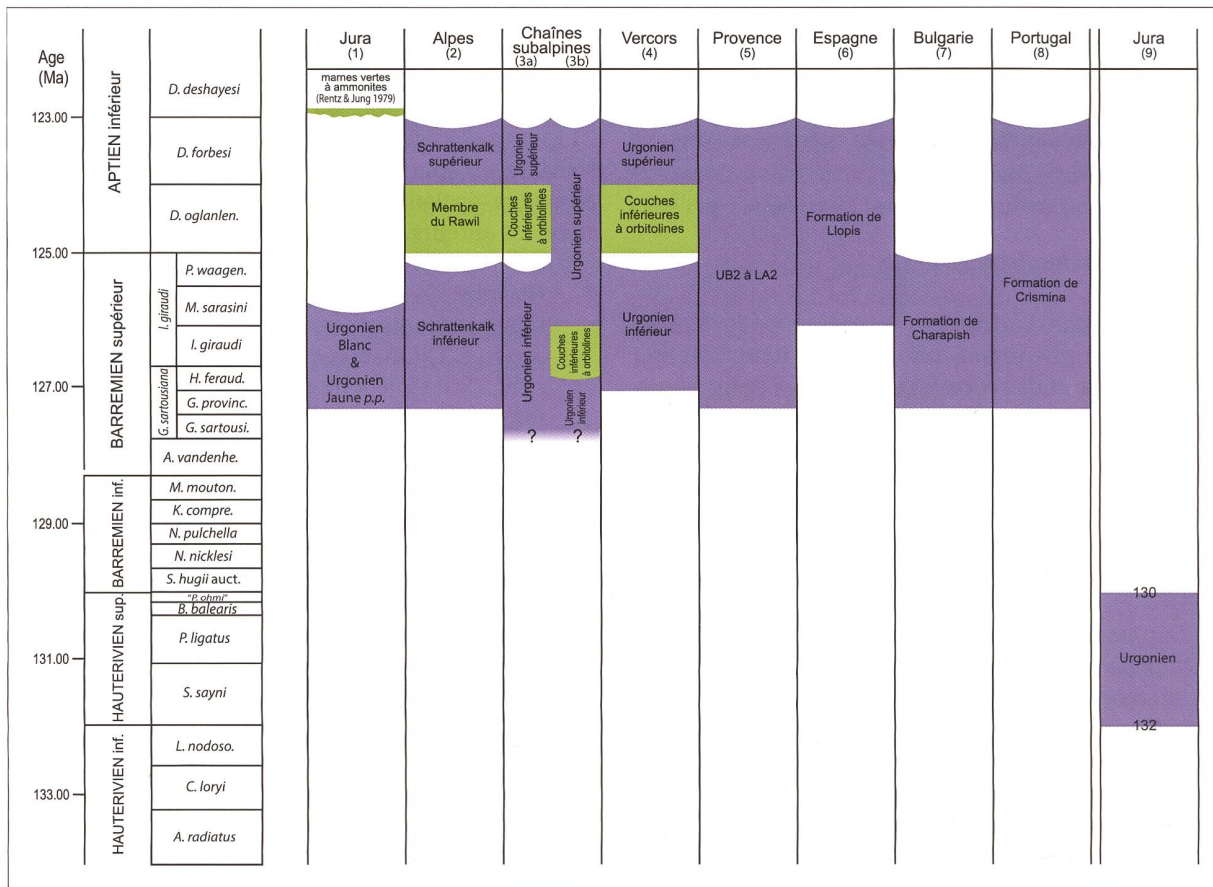 Age
(Ma)
Jura
(1)
Alpes
(2)
Chaînes
subalpines
(3a)
(3b)
Vercors
(4)
Provence
(5)
Espagne
(6)
Bulgarie
(7)
Portugal
(8)
Jura
(9)
123.00
125.00
127.00
129.00
131.00
133.00
APTIEN inférieur
BARREMIEN supérieur
BARREMIEN inf.
HAUTERIVIEN sup.
HAUTERIVIEN inf.
D. deshayesi
D. forbesi
D. oglanlen.
I. giraudi
P. waagen.
M. sarasini
I. giraudi
G. sartousiana
H. feraud.
G. provinc.
G. sartousi.
A. vandenhe.
M. mouton.
K. compre.
N. pulchella
N. nicklesi
S. hugii auct.
"P. ohmi"
B. balearis
P. ligatus
S. sayni
L. nodoso.
C. loryi
A. radiatus
marnes vertes
à ammonites
(Rentz & Jung 1979)
Urgonien
Blanc
&
Urgonien
Jaune p.p.
Schrattenkalk
supérieur
Membre
du Rawil
Schrattenkalk
inférieur
Urgonien
supérieur
Couches
inférieures
à orbitolines
Urgonien inférieur
?
Urgonien supérieur
Couches
inférieures
à orbitolines
Urgonien
inférieur
?
Urgonien
supérieur
Couches
inférieures
à orbitolines
Urgonien
inférieur
UB2 à LA2
Formation de
Llopis
Formation de
Charapish
Formation de
Crismina
130
Urgonien
132